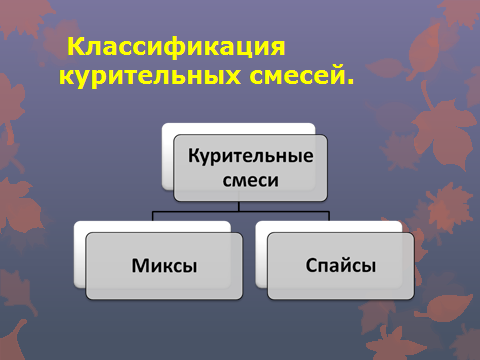 Классификация
курительных смесей.
Курительные
смеси
Миксы
Спайсы